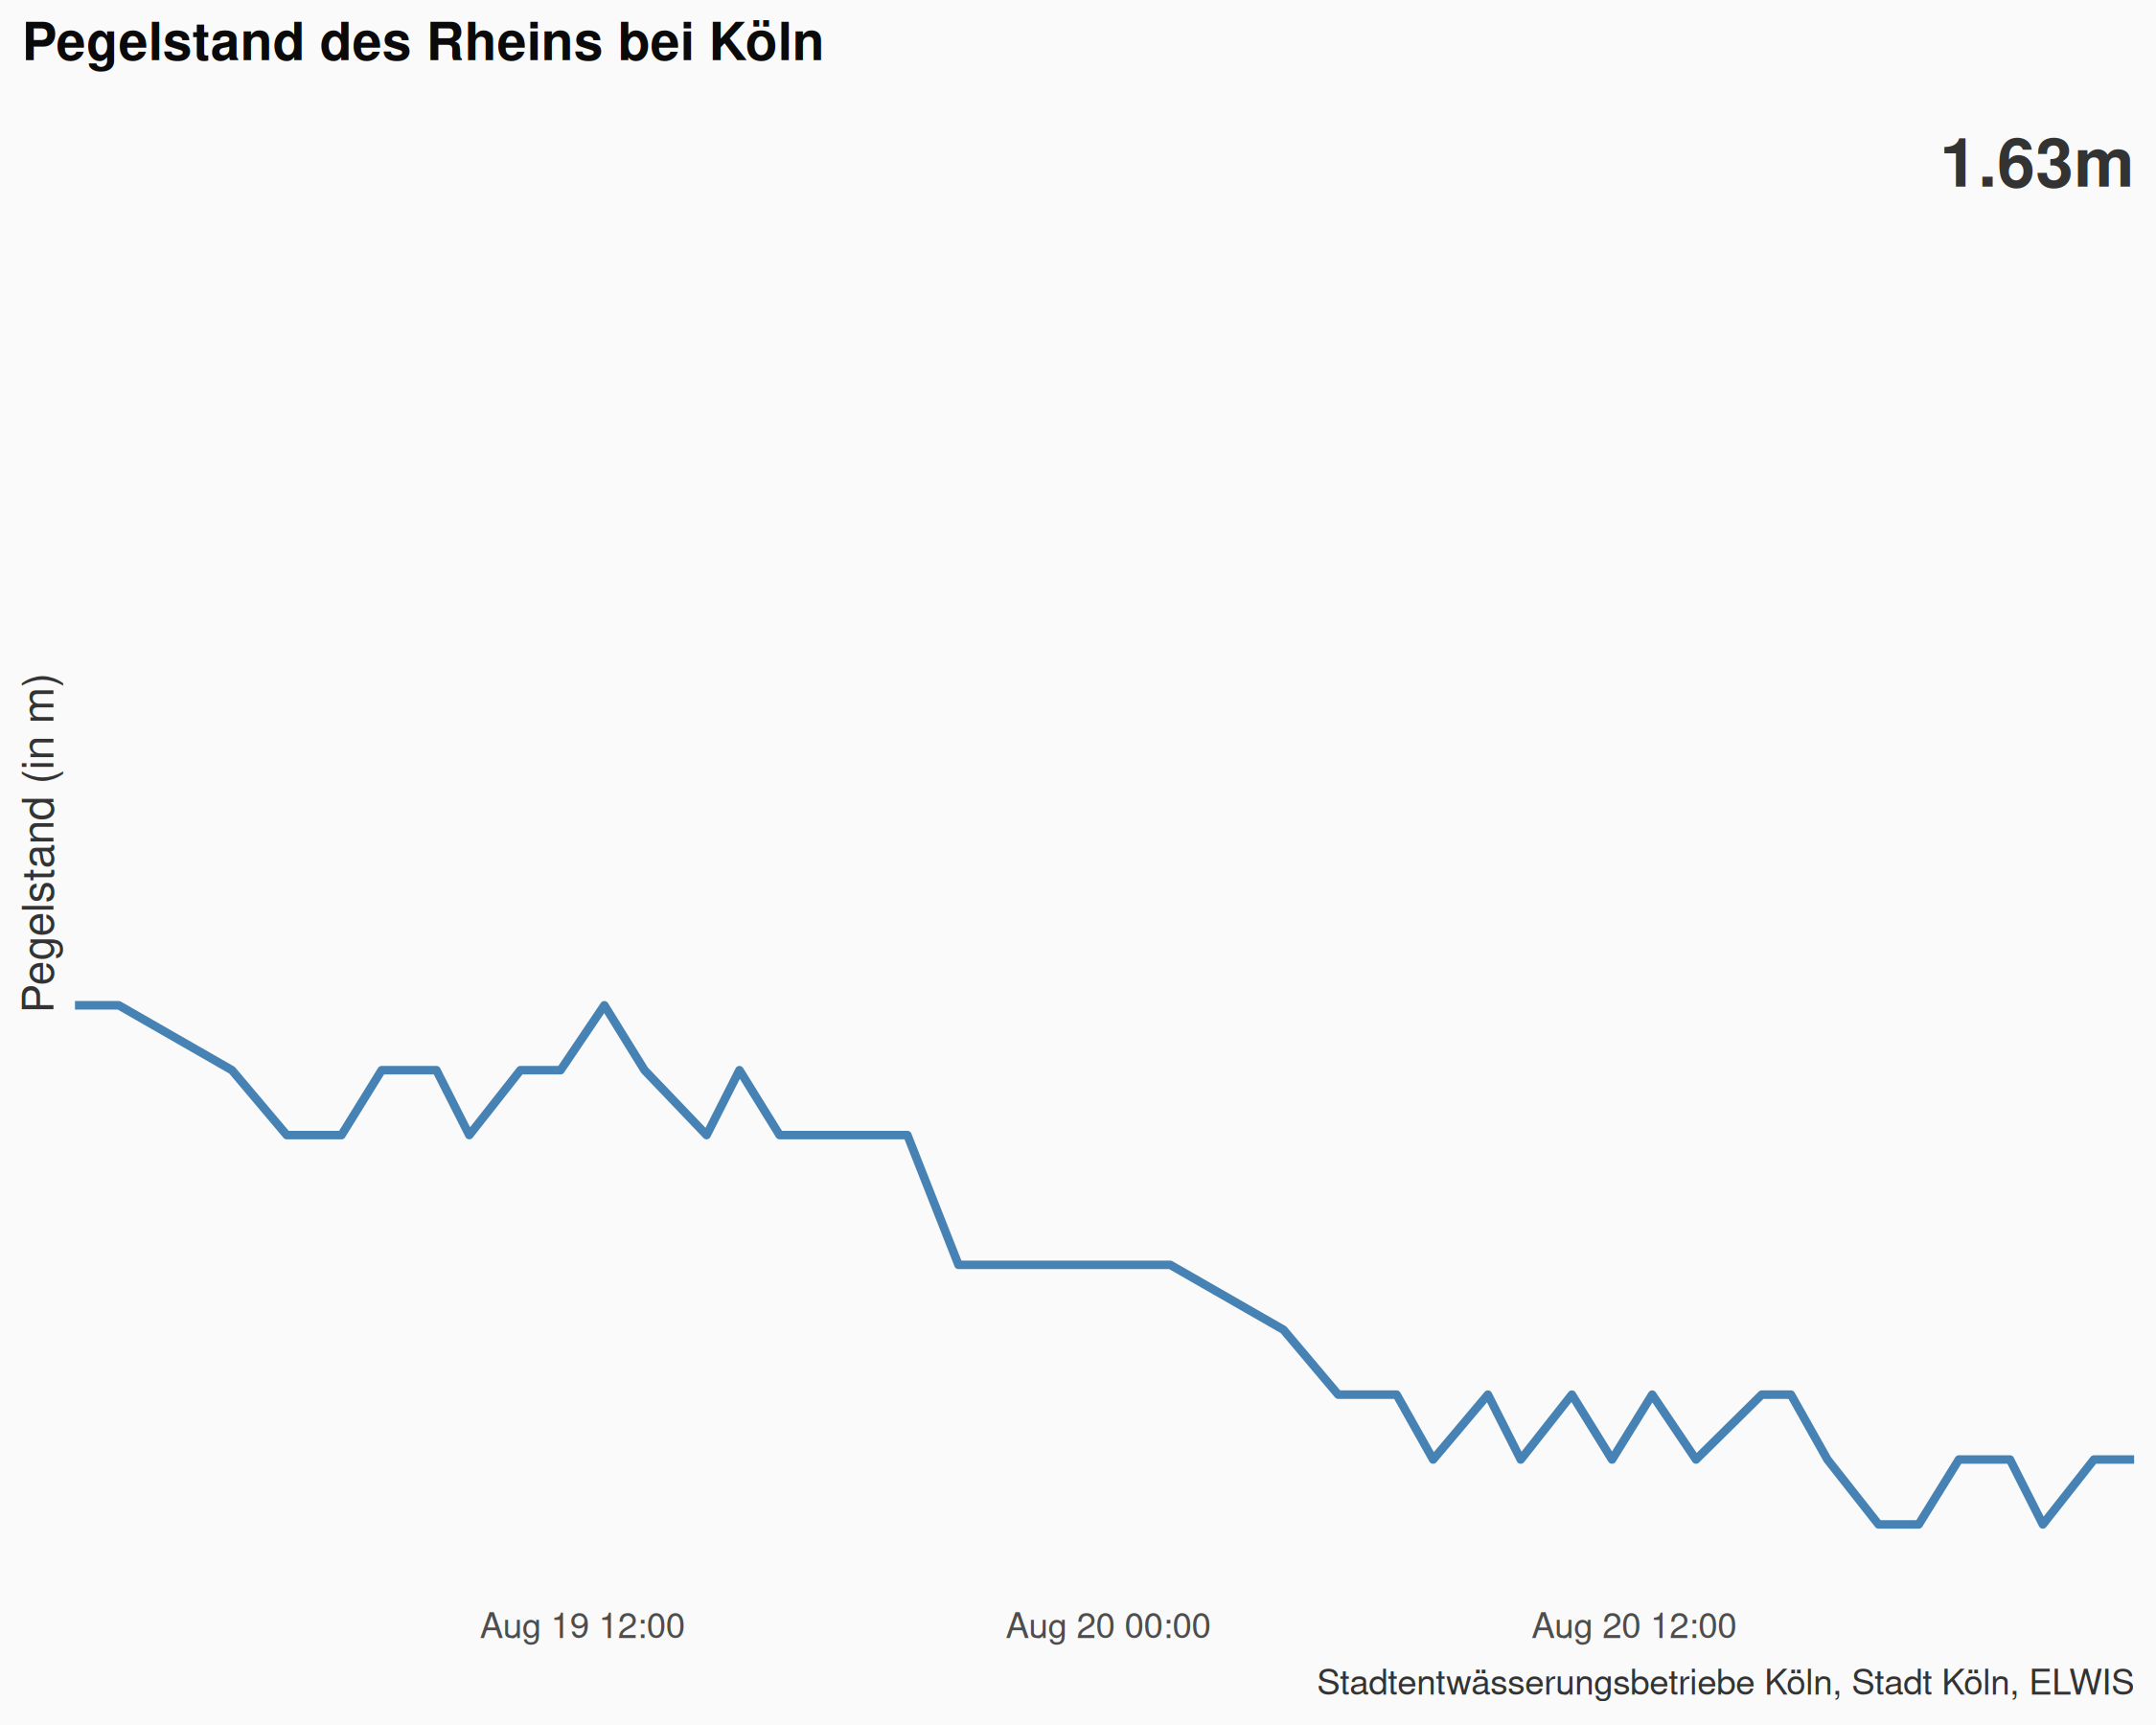 Pegelstand des Rheins bei Köln
1.63m
Pegelstand (in m)
Aug 19 12:00
Aug 20 00:00
Aug 20 12:00
Stadtentwässerungsbetriebe Köln, Stadt Köln, ELWIS